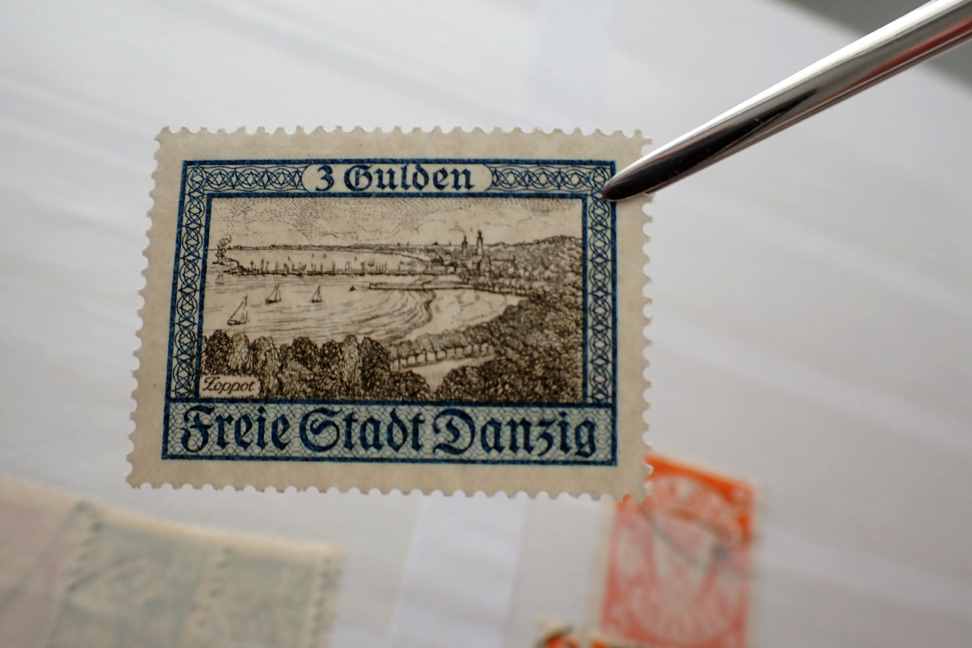 3 Gulden
Zoppot
Freie Stadt Danzig